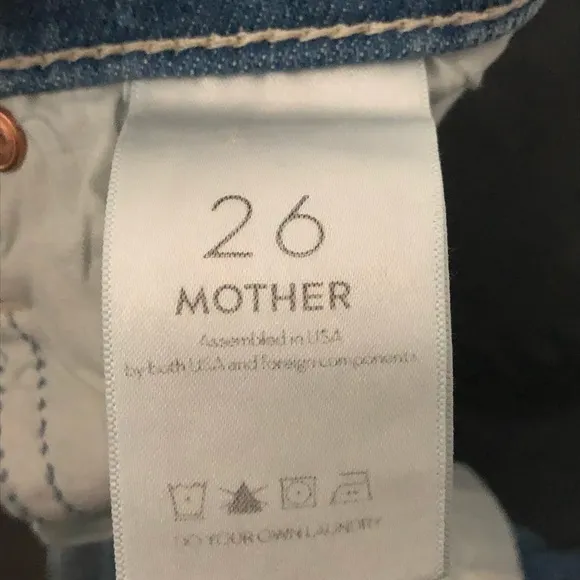 26
MOTHER
Assembled in USA
by both USA and foreign components
DO YOUR OWN LAUNDRY